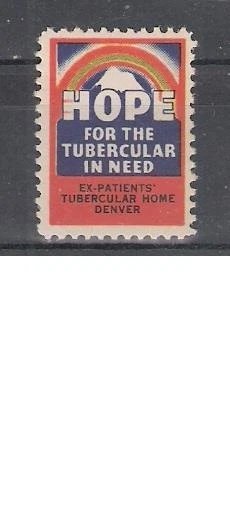 HOPE
FOR THE
TUBERCULAR
IN NEED
EX-PATIENTS'
TUBERCULAR HOME
DENVER